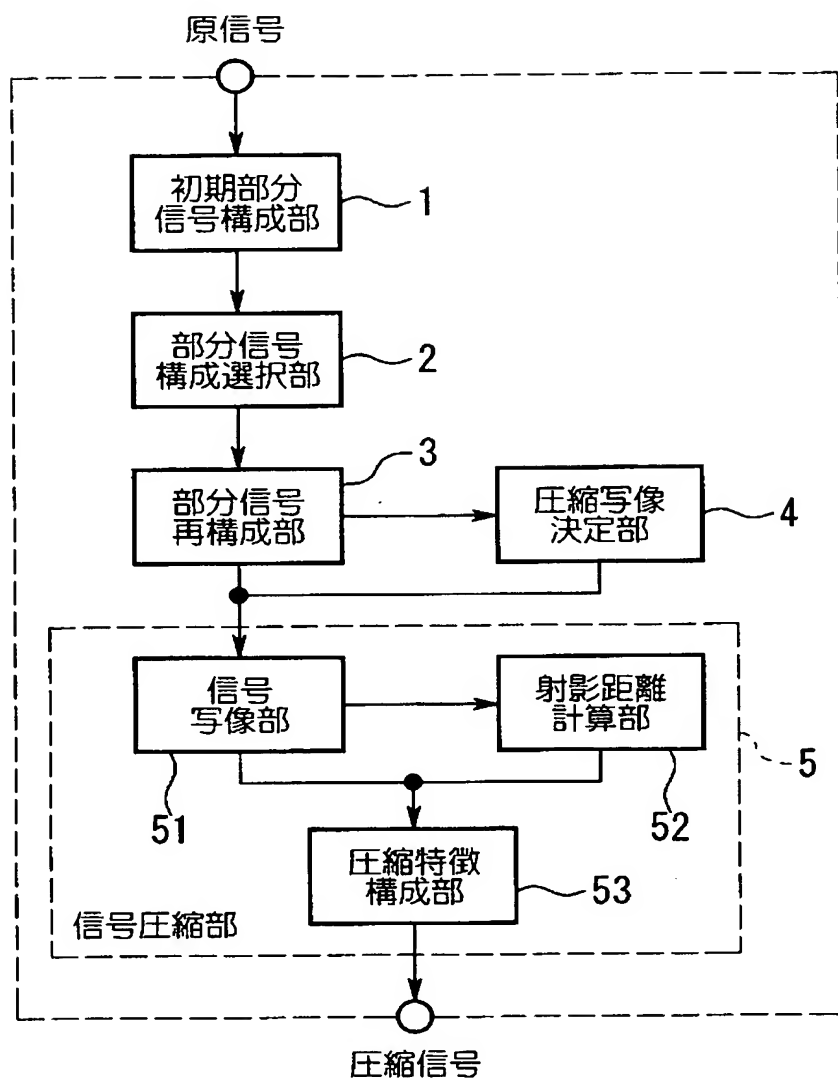 原信号
初期部分
信号構成部
1
部分信号
構成選択部
2
3
部分信号
再構成部
圧縮写像
決定部
4
信号
写像部
射影距離
計算部
5
51
52
圧縮特徴
構成部
53
信号圧縮部
圧縮信号